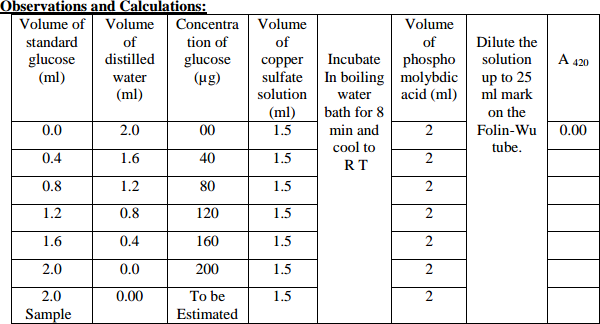 Observations and Calculations:
Volume of standard glucose (ml) | Volume of distilled water (ml) | Concentra tion of glucose (μg) | Volume of copper sulfate solution (ml) | Incubate In boiling water bath for 8 min and cool to R T | Volume of phospho molybdic acid (ml) | Dilute the solution up to 25 ml mark on the Folin-Wu tube. | A 420
0.0 | 2.0 | 00 | 1.5 | 2 | 0.00
0.4 | 1.6 | 40 | 1.5 | 2
0.8 | 1.2 | 80 | 1.5 | 2
1.2 | 0.8 | 120 | 1.5 | 2
1.6 | 0.4 | 160 | 1.5 | 2
2.0 | 0.0 | 200 | 1.5 | 2
2.0 Sample | 0.00 | To be Estimated | 1.5 | 2